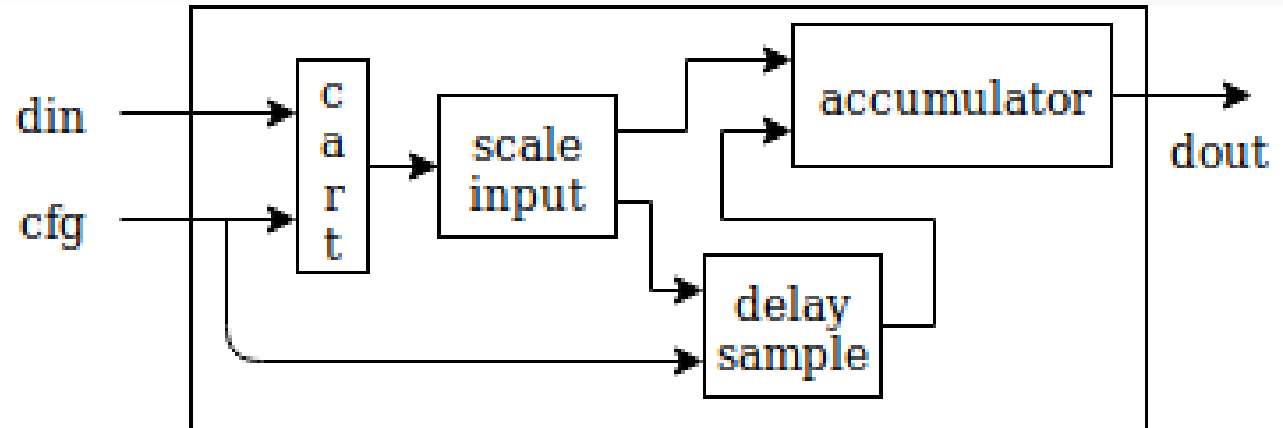 din
cfg
c
a
r
t
scale
input
accumulator
delay
sample
dout